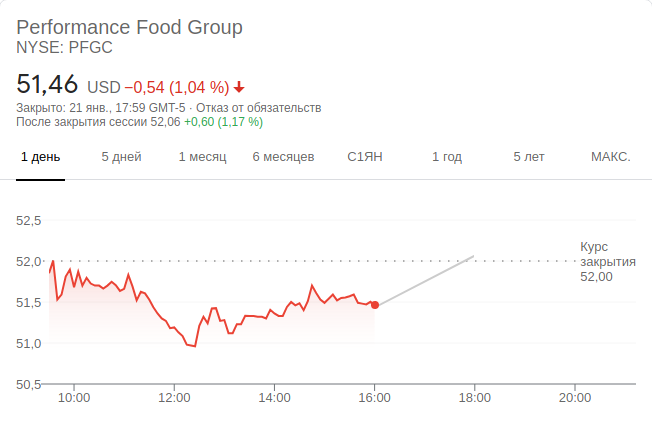 Performance Food Group
NYSE: PFGC
51,46 USD −0,54 (1,04 %)
Закрыто: 21 янв., 17:59 GMT-5 · Отказ от обязательств
После закрытия сессии 52,06 +0,60 (1,17 %)
1 день 5 дней 1 месяц 6 месяцев С1ЯН 1 год 5 лет МАКС.
52,5
Курс
52,0 закрытия
52,00
51,5
51,0
50,5
10:00 12:00 14:00 16:00 18:00 20:00